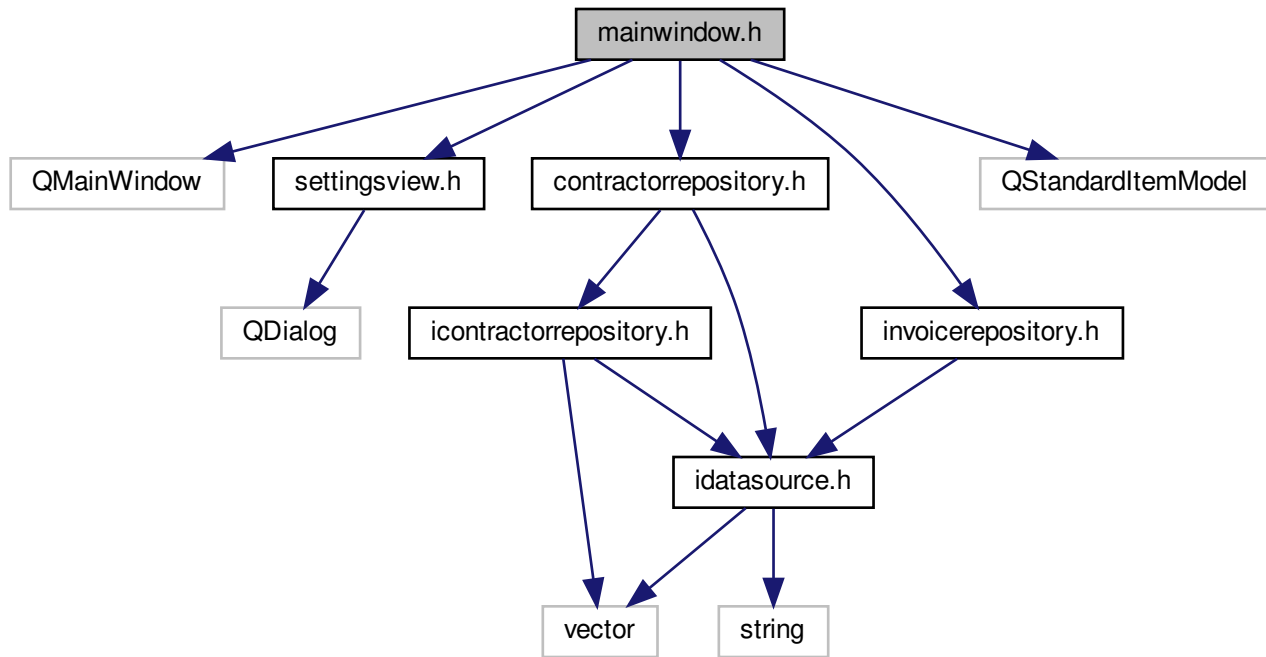 mainwindow.h
QMainWindow
settingsview.h
contractorrepository.h
QStandardItemModel
QDialog
icontractorrepository.h
invoicerepository.h
idatasource.h
vector
string